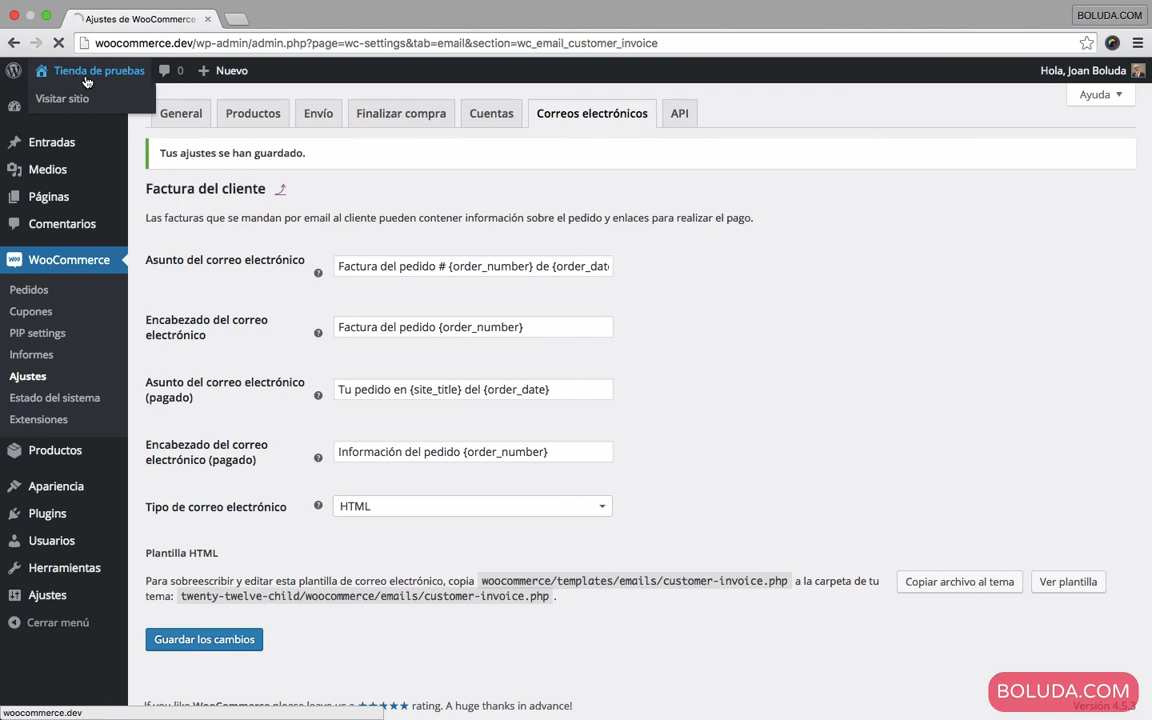 Ajustes de WooCommerce
BOLUDA.COM
woocommerce.dev/wp-admin/admin.php?page=wc-settings&tab=email&section=wc_email_customer_invoice
Tienda de pruebas
0
Nuevo
Hola, Joan Boluda
Visitar sitio
Ayuda
General
Productos
Envío
Finalizar compra
Cuentas
Correos electrónicos
API
Tus ajustes se han guardado.
Entradas
Medios
Páginas
Comentarios
WooCommerce
Pedidos
Cupones
PIP settings
Informes
Ajustes
Estado del sistema
Extensiones
Productos
Apariencia
Plugins
Usuarios
Herramientas
Ajustes
Cerrar menú
Factura del cliente
Las facturas que se mandan por email al cliente pueden contener información sobre el pedido y enlaces para realizar el pago.
Asunto del correo electrónico
Factura del pedido # {order_number} de {order_date
Encabezado del correo
electrónico
Factura del pedido {order_number}
Asunto del correo electrónico
(pagado)
Tu pedido en {site_title} del {order_date}
Encabezado del correo
electrónico (pagado)
Información del pedido {order_number}
Tipo de correo electrónico
HTML
Plantilla HTML
Para sobreescribir y editar esta plantilla de correo electrónico, copia woocommerce/templates/emails/customer-invoice.php a la carpeta de tu
tema: twenty-twelve-child/woocommerce/emails/customer-invoice.php .
Copiar archivo al tema
Ver plantilla
Guardar los cambios
If you like WooCommerce please leave us a ★★★★★ rating. A huge thanks in advance!
Versión 4.5.3
BOLUDA.COM
woocommerce.dev